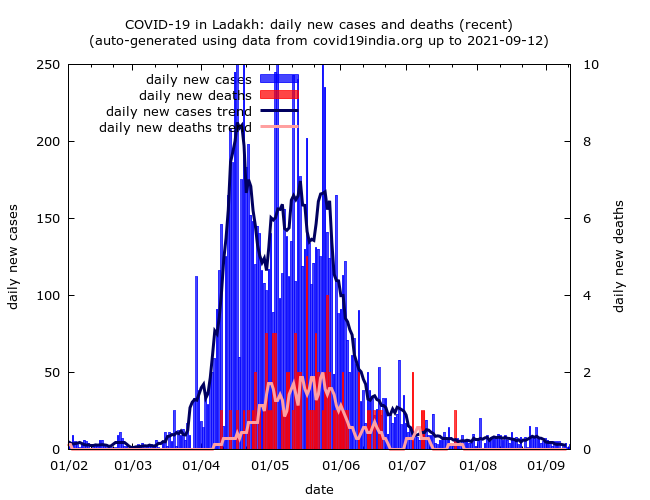 COVID-19 in Ladakh: daily new cases and deaths (recent)
(auto-generated using data from covid19india.org up to 2021-09-12)
daily new cases
daily new deaths
daily new cases trend
daily new deaths trend
250
200
150
100
50
0
daily new cases
10
8
6
4
2
0
daily new deaths
01/02 01/03 01/04 01/05 01/06 01/07 01/08 01/09
date